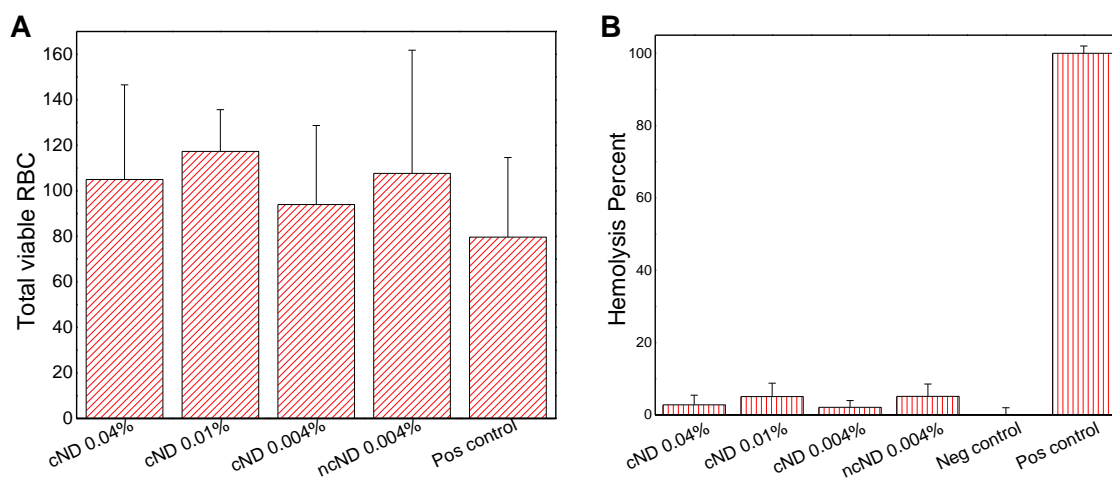 A
Total viable RBC
160
140
120
100
80
60
40
20
0
cND 0.04%
cND 0.01%
cND 0.004%
ncND 0.004%
Pos control
B
Hemolysis Percent
100
80
60
40
20
0
cND 0.04%
cND 0.01%
cND 0.004%
ncND 0.004%
Neg control
Pos control